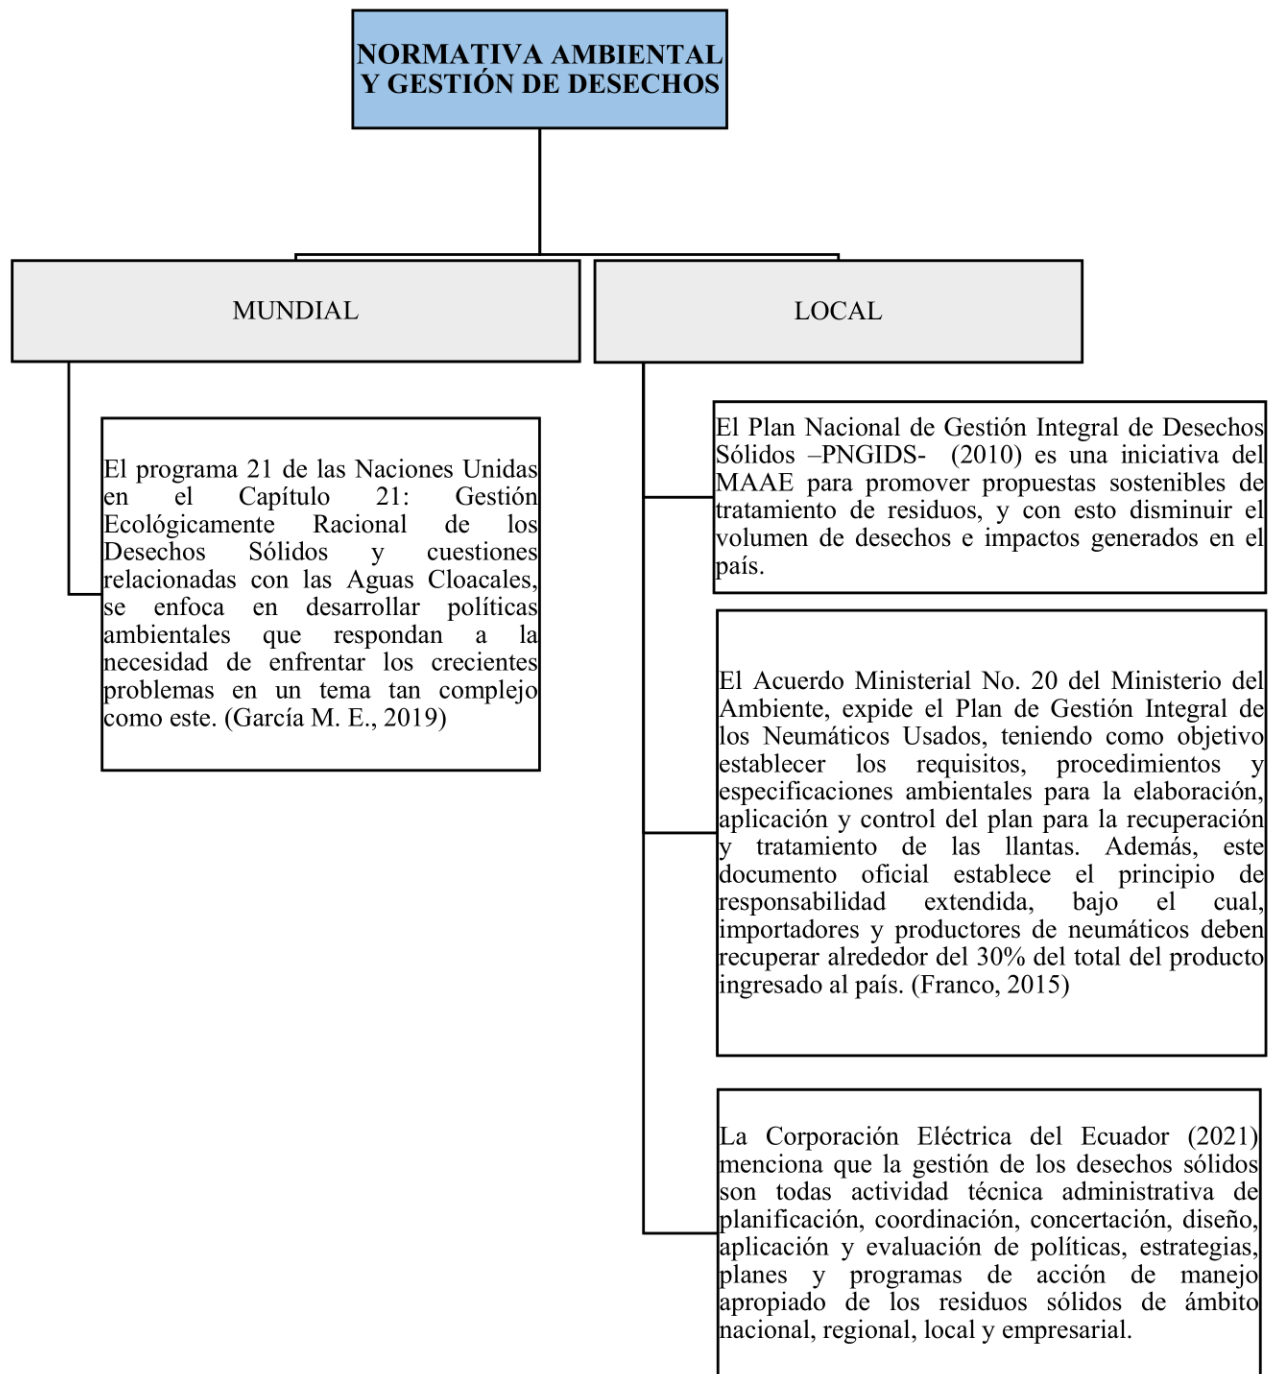 NORMATIVA AMBIENTAL
Y GESTIÓN DE DESECHOS
MUNDIAL
El programa 21 de las Naciones Unidas
en el Capítulo 21: Gestión
Ecológicamente Racional de los
Desechos Sólidos y cuestiones
relacionadas con las Aguas Cloacales,
se enfoca en desarrollar políticas
ambientales que respondan a la
necesidad de enfrentar los crecientes
problemas en un tema tan complejo
como este. (García M. E., 2019)
LOCAL
El Plan Nacional de Gestión Integral de Desechos
Sólidos –PNGIDS- (2010) es una iniciativa del
MAAE para promover propuestas sostenibles de
tratamiento de residuos, y con esto disminuir el
volumen de desechos e impactos generados en el
país.
El Acuerdo Ministerial No. 20 del Ministerio del
Ambiente, expide el Plan de Gestión Integral de
los Neumáticos Usados, teniendo como objetivo
establecer los requisitos, procedimientos y
especificaciones ambientales para la elaboración,
aplicación y control del plan para la recuperación
y tratamiento de las llantas. Además, este
documento oficial establece el principio de
responsabilidad extendida, bajo el cual,
importadores y productores de neumáticos deben
recuperar alrededor del 30% del total del producto
ingresado al país. (Franco, 2015)
La Corporación Eléctrica del Ecuador (2021)
menciona que la gestión de los desechos sólidos
son todas actividad técnica administrativa de
planificación, coordinación, concertación, diseño,
aplicación y evaluación de políticas, estrategias,
planes y programas de acción de manejo
apropiado de los residuos sólidos de ámbito
nacional, regional, local y empresarial.